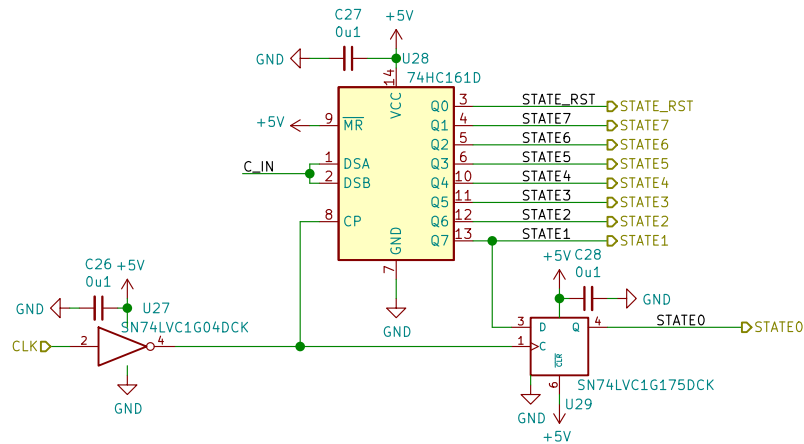 C27
0u1
+5V
GND
U28
14
74HC161D
VCC
Q0 3 STATE_RST STATE_RST
+5V 9 MR
Q1 4 STATE7 STATE7
Q2 5 STATE6 STATE6
C_IN
1 DSA
Q3 6 STATE5 STATE5
2 DSB
Q4 10 STATE4 STATE4
Q5 11 STATE3 STATE3
8 CP
Q6 12 STATE2 STATE2
Q7 13 STATE1 STATE1
GND
7
GND
C26
0u1
+5V
GND
U27
SN74LVC1G04DCK
CLK 2 4
+5V
C28
0u1
GND
3 D Q 4 STATE0 STATE0
1 C
CLR
6
SN74LVC1G175DCK
GND
GND
U29
+5V